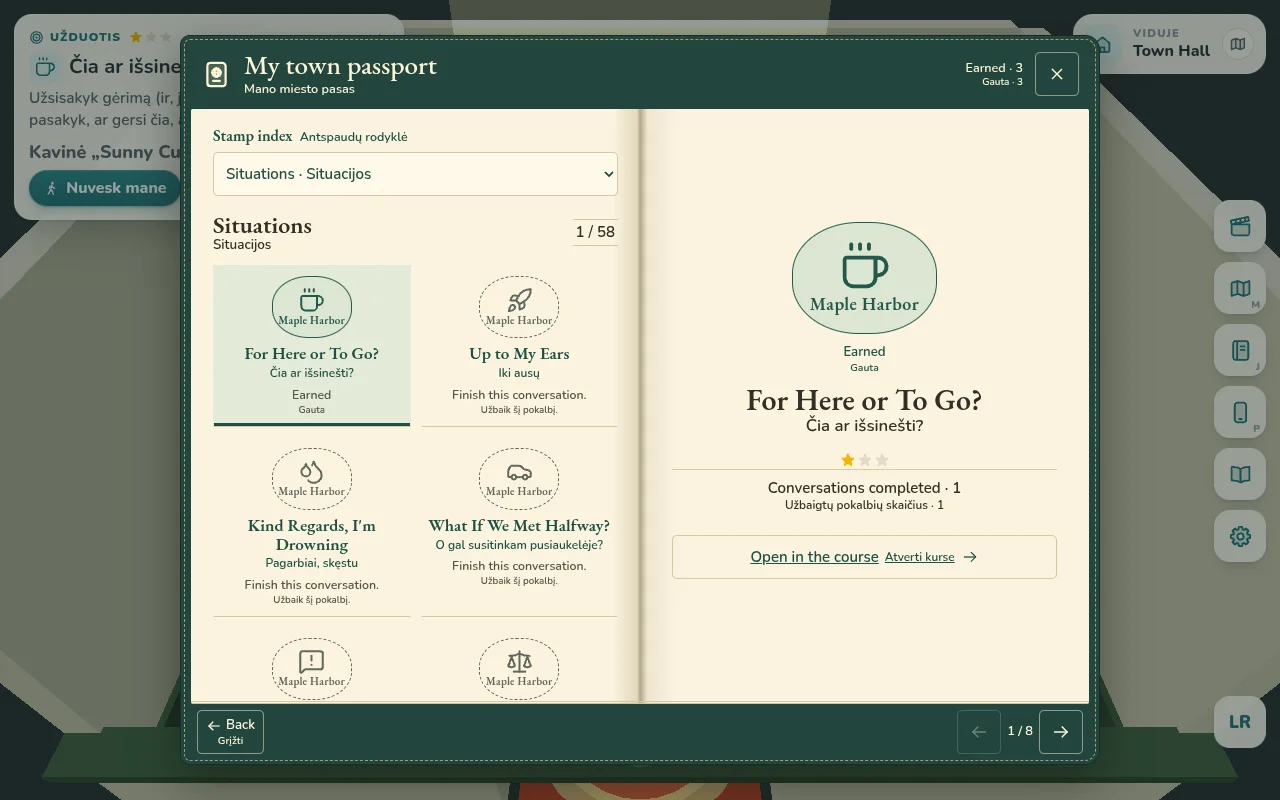 UŽDUOTIS
Čia ar išsine
Užsisakyk gėrimą (ir, j
pasakyk, ar gersi čia,
Kavinė „Sunny Cu
Nuvesk mane
My town passport
Mano miesto pasas
Earned · 3
Gauta · 3
VIDUJE
Town Hall
Stamp index Antspaudų rodyklė
Situations · Situacijos
Situations
Situacijos
1 / 58
Maple Harbor
For Here or To Go?
Čia ar išsinešti?
Earned
Gauta
Maple Harbor
Up to My Ears
Iki ausų
Finish this conversation.
Užbaik šį pokalbį.
Maple Harbor
Kind Regards, I'm
Drowning
Pagarbiai, skęstu
Finish this conversation.
Užbaik šį pokalbį.
Maple Harbor
What If We Met Halfway?
O gal susitinkam pusiaukelėje?
Finish this conversation.
Užbaik šį pokalbį.
Maple Harbor
Maple Harbor
Maple Harbor
Earned
Gauta
For Here or To Go?
Čia ar išsinešti?
Conversations completed · 1
Užbaigtų pokalbių skaičius · 1
Open in the course Atverti kurse
Back
Grįžti
1 / 8
M
J
P
LR